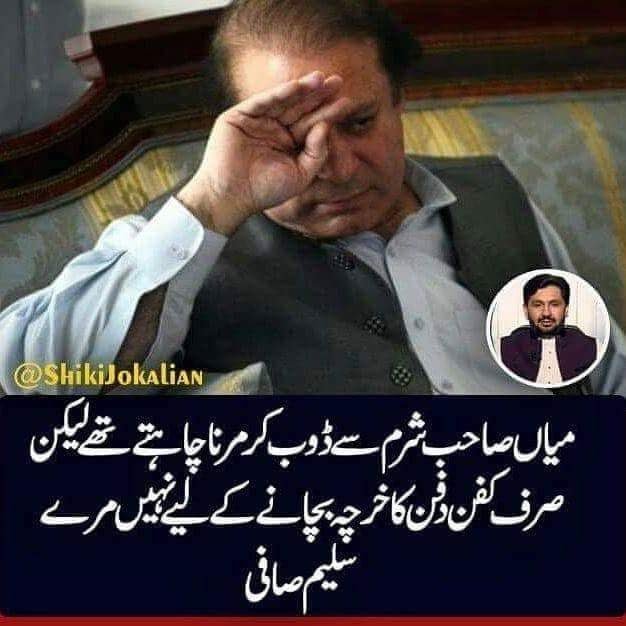 @ShikiJokalian
میاں صاحب شرم سے ڈوب کر مرنا چاہتے تھے لیکن
صرف کفن دفن کا خرچہ بچانے کے لیے نہیں مرے
سلیم صافی